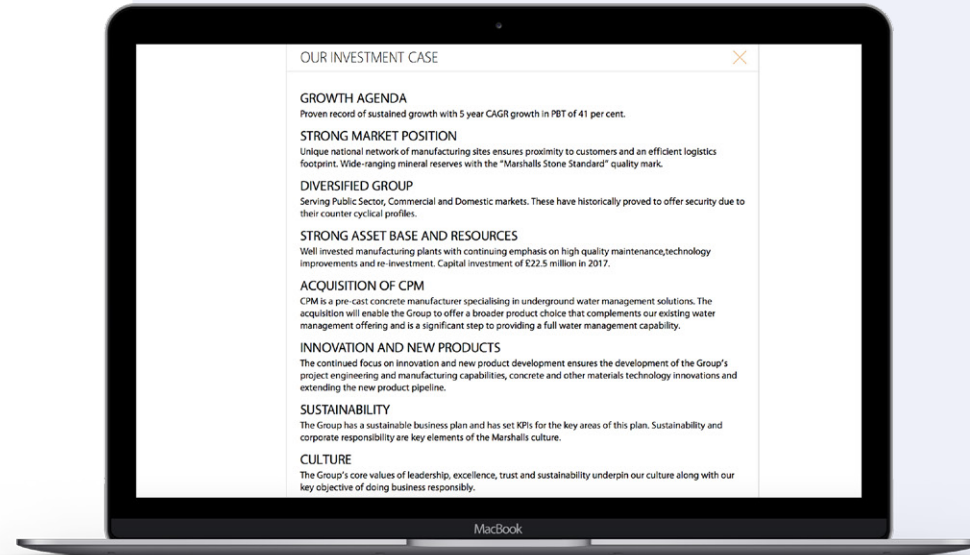 OUR INVESTMENT CASE
GROWTH AGENDA
Proven record of sustained growth with 5 year CAGR growth in PBT of 41 per cent.
STRONG MARKET POSITION
Unique national network of manufacturing sites ensures proximity to customers and an efficient logistics
footprint. Wide-ranging mineral reserves with the “Marshalls Stone Standard” quality mark.
DIVERSIFIED GROUP
Serving Public Sector, Commercial and Domestic markets. These have historically proved to offer security due to
their counter cyclical profiles.
STRONG ASSET BASE AND RESOURCES
Well invested manufacturing plants with continuing emphasis on high quality maintenance,technology
improvements and re-investment. Capital investment of £22.5 million in 2017.
ACQUISITION OF CPM
CPM is a pre-cast concrete manufacturer specialising in underground water management solutions. The
acquisition will enable the Group to offer a broader product choice that complements our existing water
management offering and is a significant step to providing a full water management capability.
INNOVATION AND NEW PRODUCTS
The continued focus on innovation and new product development ensures the development of the Group’s
project engineering and manufacturing capabilities, concrete and other materials technology innovations and
extending the new product pipeline.
SUSTAINABILITY
The Group has a sustainable business plan and has set KPIs for the key areas of this plan. Sustainability and
corporate responsibility are key elements of the Marshalls culture.
CULTURE
The Group’s core values of leadership, excellence, trust and sustainability underpin our culture along with our
key objective of doing business responsibly.
MacBook